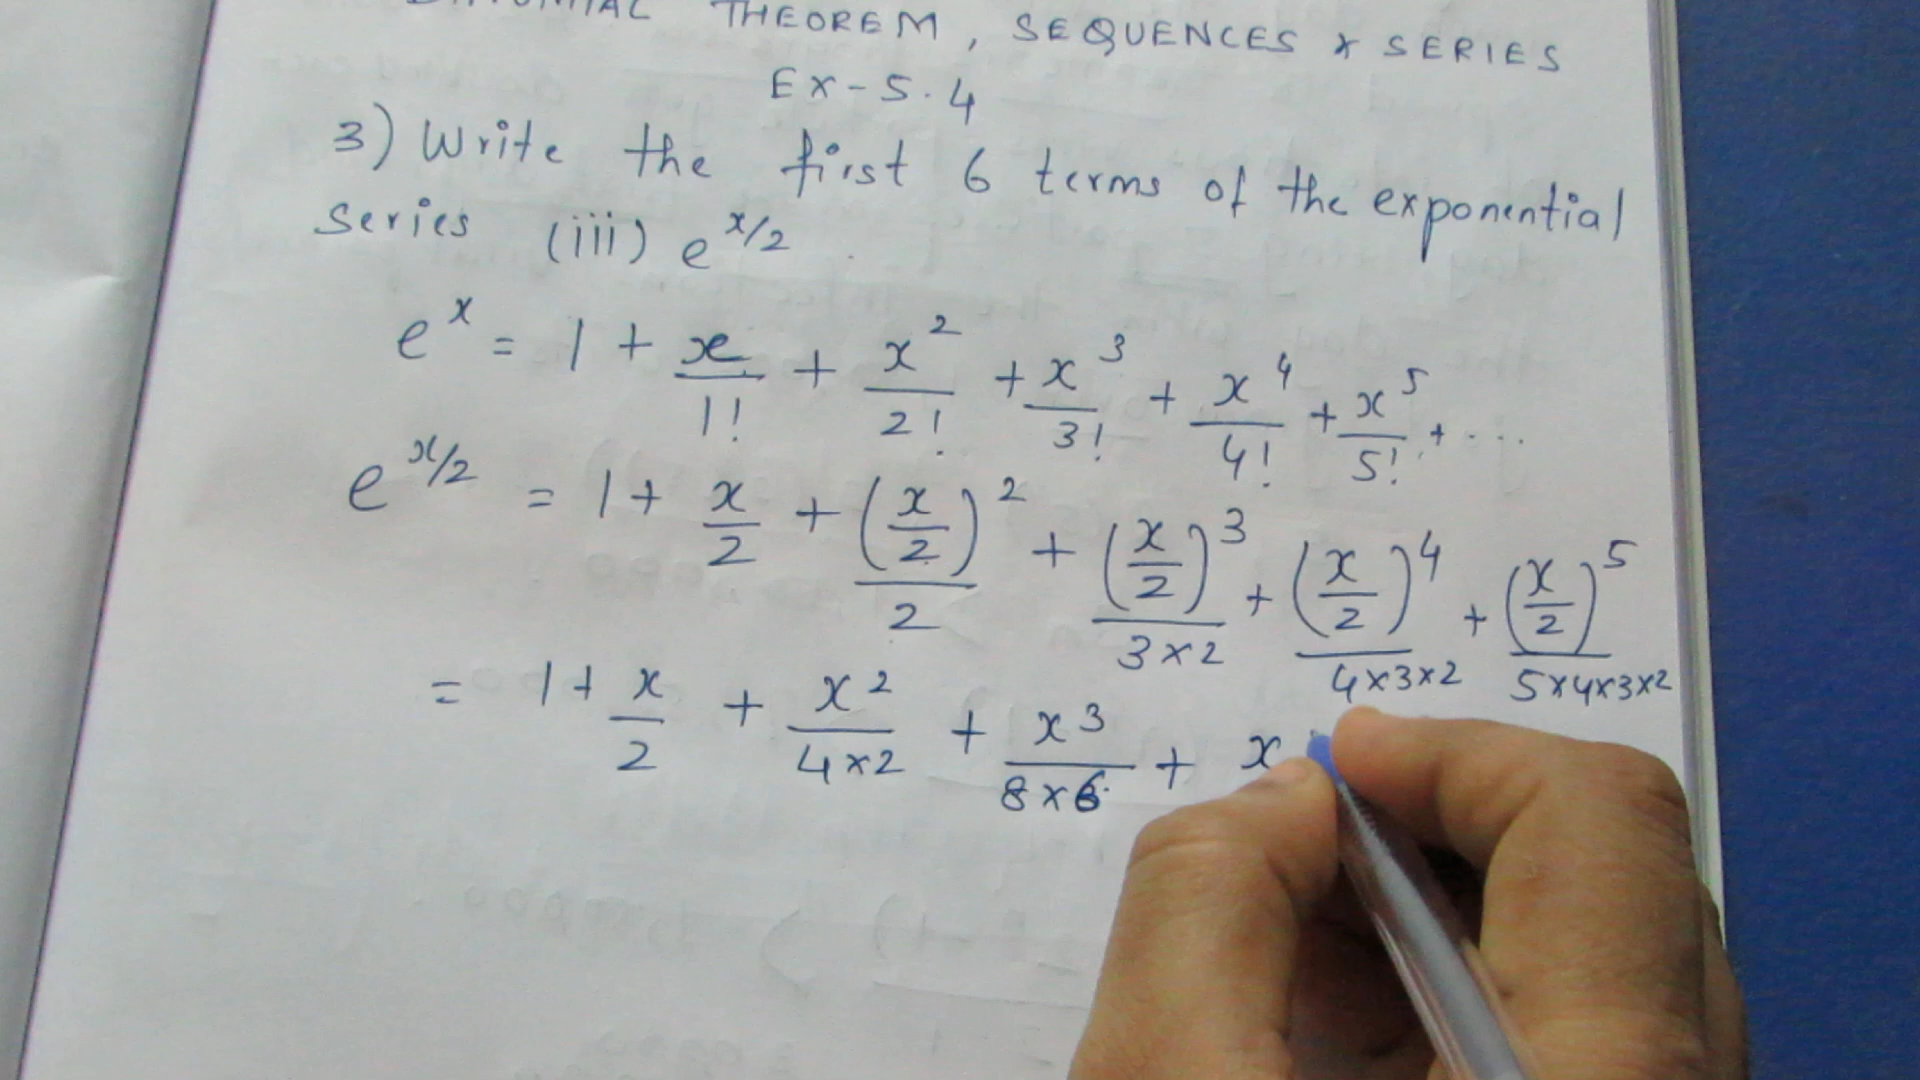 THEOREM, SEQUENCES & SERIES
EX-5.4
3) Write the first 6 terms of the exponential
series (iii) e^x/2.
e^x = 1 + x/1! + x^2/2! + x^3/3! + x^4/4! + x^5/5! + ...
e^x/2 = 1 + x/2 + (x/2)^2/2 + (x/2)^3/3×2 + (x/2)^4/4×3×2 + (x/2)^5/5×4×3×2
= 1 + x/2 + x^2/4×2 + x^3/8×6 + x